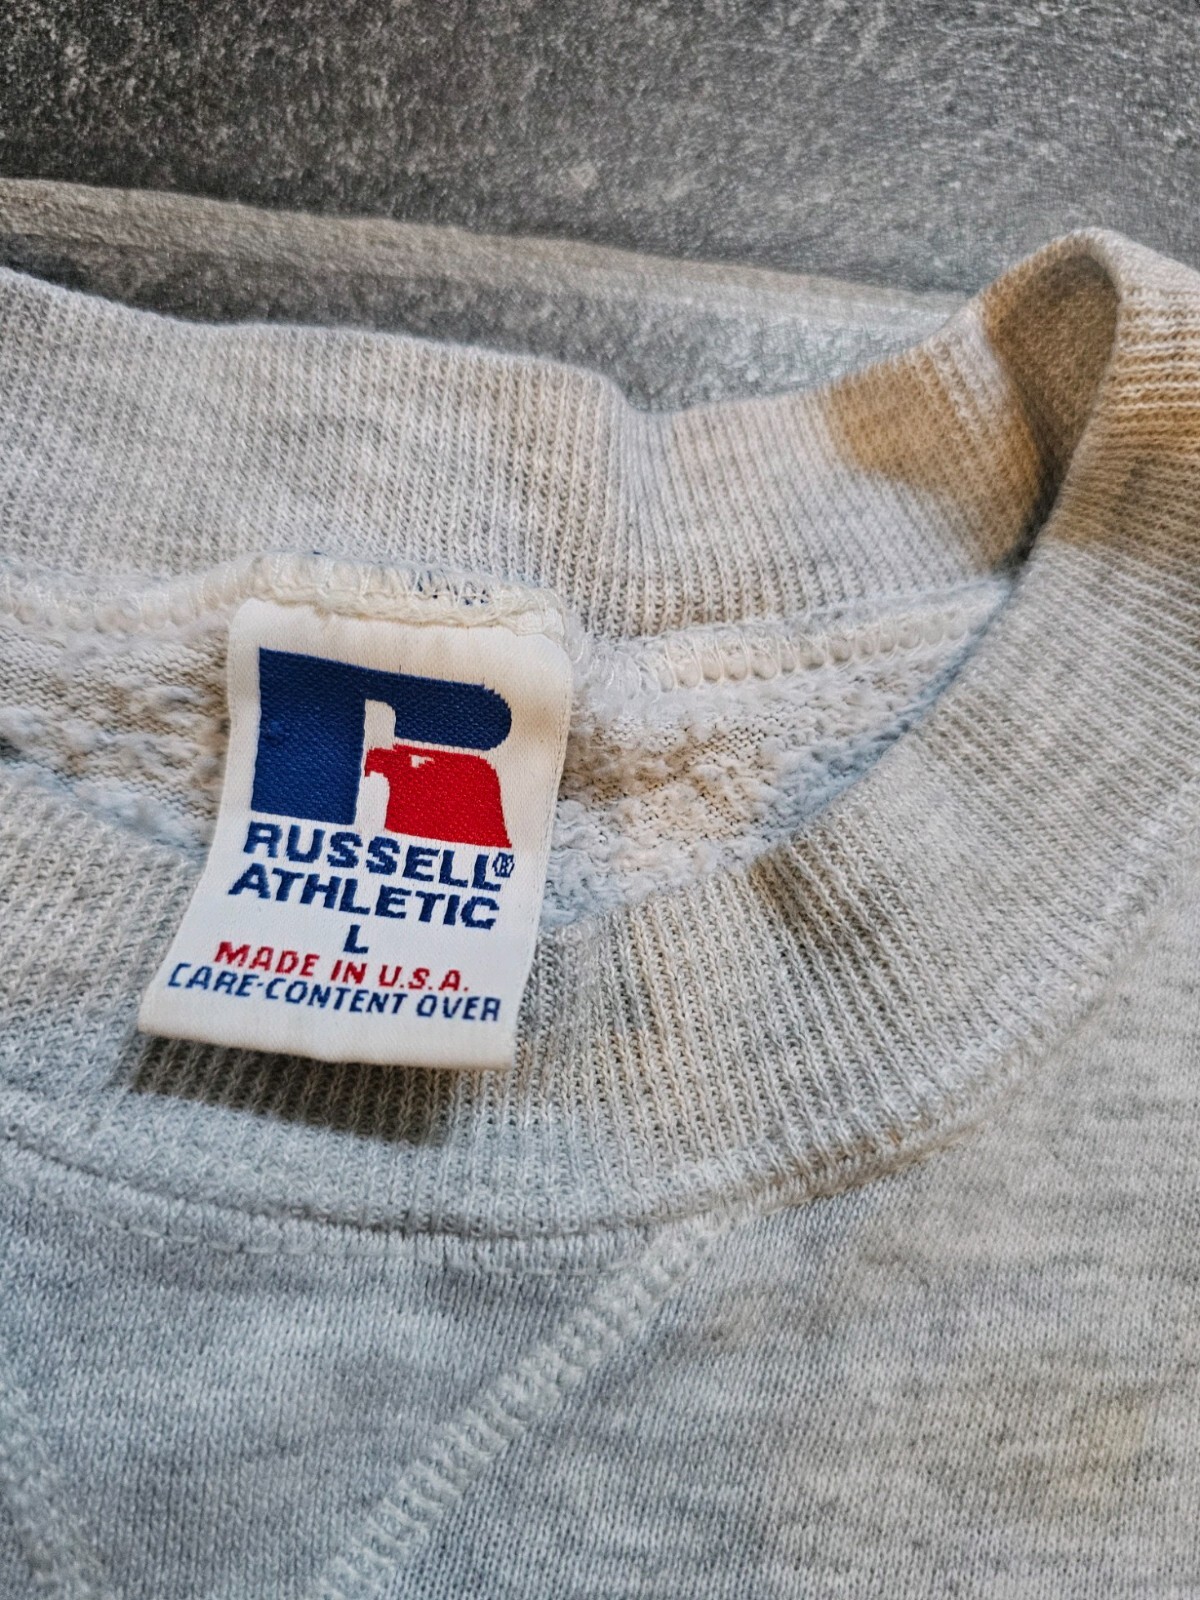 RUSSELL®
ATHLETIC
L
MADE IN U.S.A.
CARE-CONTENT OVER